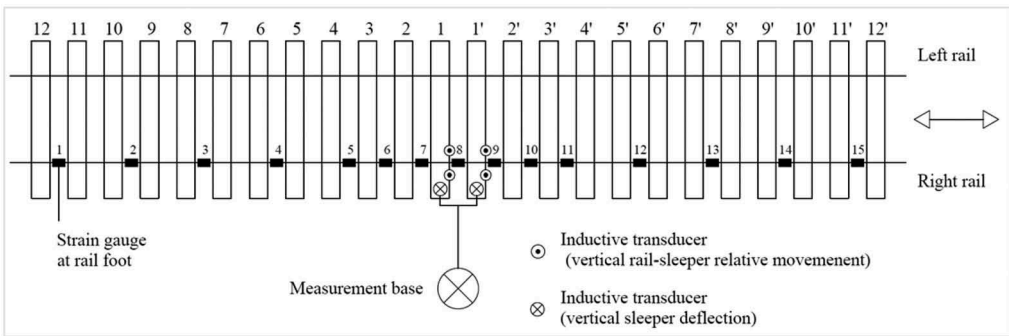 12 11 10 9 8 7 6 5 4 3 2 1 1' 2' 3' 4' 5' 6' 7' 8' 9' 10' 11' 12'
Left rail
1 2 3 4 5 6 7 8 9 10 11 12 13 14 15
Right rail
Strain gauge
at rail foot
Measurement base
Inductive transducer
(vertical rail-sleeper relative movemenent)
Inductive transducer
(vertical sleeper deflection)